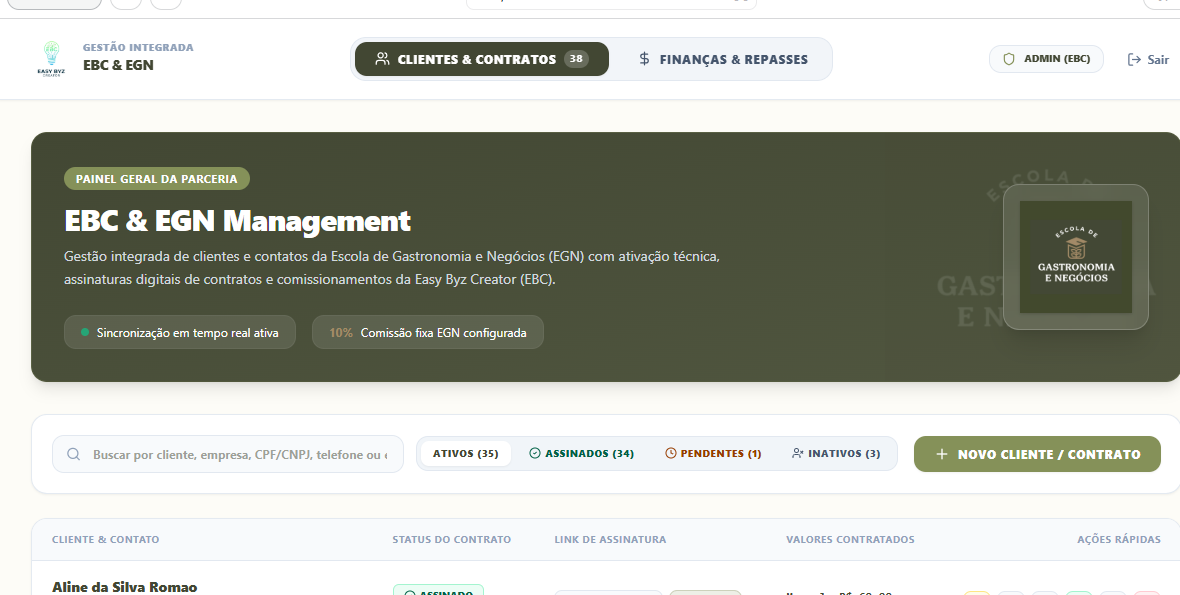 EASY BYZ
CREATOR
GESTÃO INTEGRADA
EBC & EGN
CLIENTES & CONTRATOS 38
FINANÇAS & REPASSES
ADMIN (EBC)
Sair
PAINEL GERAL DA PARCERIA
EBC & EGN Management
Gestão integrada de clientes e contatos da Escola de Gastronomia e Negócios (EGN) com ativação técnica,
assinaturas digitais de contratos e comissionamentos da Easy Byz Creator (EBC).
Sincronização em tempo real ativa
10% Comissão fixa EGN configurada
ESCOLA DE
GASTRONOMIA
E NEGÓCIOS
Buscar por cliente, empresa, CPF/CNPJ, telefone ou
ATIVOS (35)
ASSINADOS (34)
PENDENTES (1)
INATIVOS (3)
+ NOVO CLIENTE / CONTRATO
CLIENTE & CONTATO
STATUS DO CONTRATO
LINK DE ASSINATURA
VALORES CONTRATADOS
AÇÕES RÁPIDAS
Aline da Silva Romao
ASSINADO